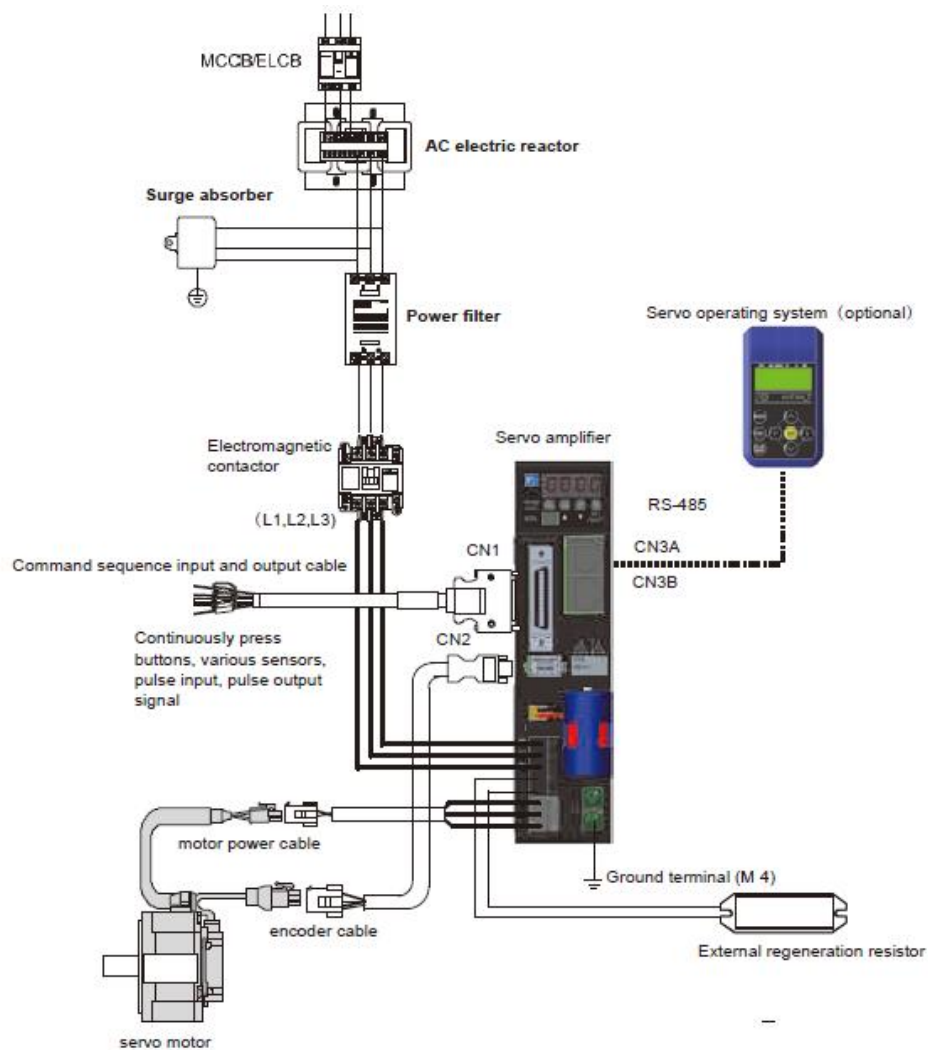 MCCB/ELCB
AC electric reactor
Surge absorber
Power filter
Servo operating system (optional)
Electromagnetic
contactor
Servo amplifier
(L1,L2,L3)
RS-485
CN1
CN3A
Command sequence input and output cable
CN3B
Continuously press
buttons, various sensors,
pulse input, pulse output
signal
CN2
motor power cable
Ground terminal (M 4)
encoder cable
External regeneration resistor
servo motor